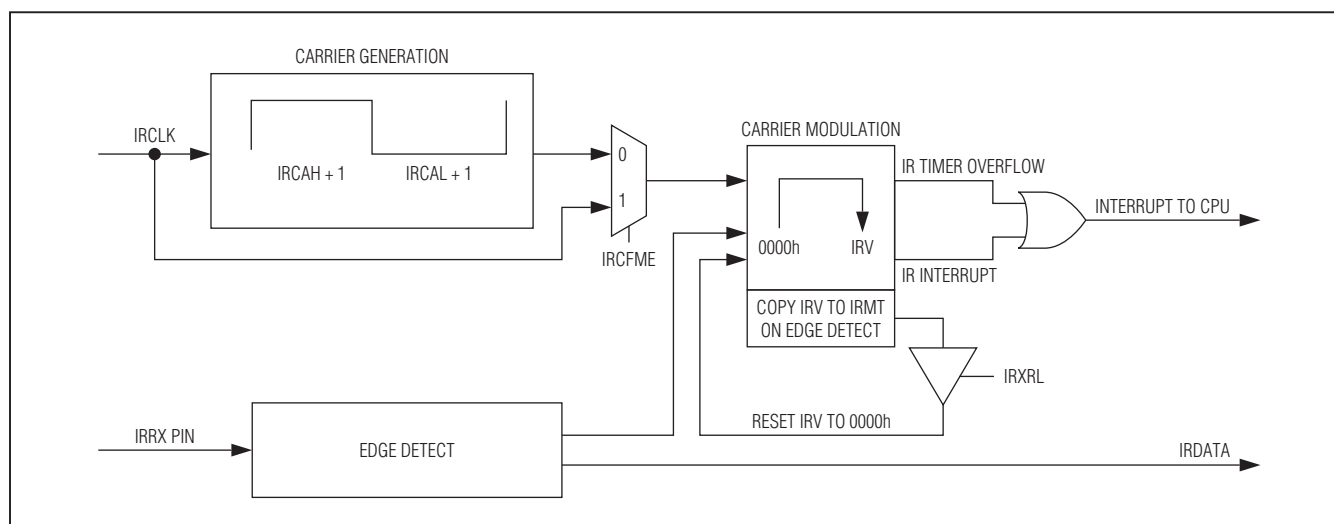 CARRIER GENERATION
IRCLK
IRCAH + 1
IRCAL + 1
0
1
IRCFME
CARRIER MODULATION
0000h
IRV
IR TIMER OVERFLOW
IR INTERRUPT
INTERRUPT TO CPU
COPY IRV TO IRMT
ON EDGE DETECT
IRXRL
RESET IRV TO 0000h
IRRX PIN
EDGE DETECT
IRDATA